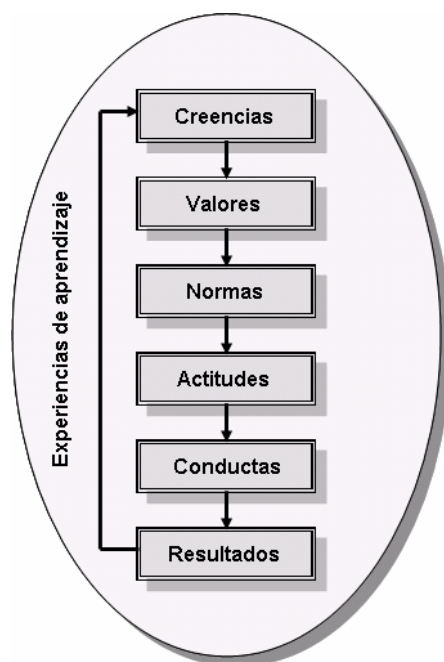 Creencias
Valores
Normas
Actitudes
Conductas
Resultados
Experiencias de aprendizaje